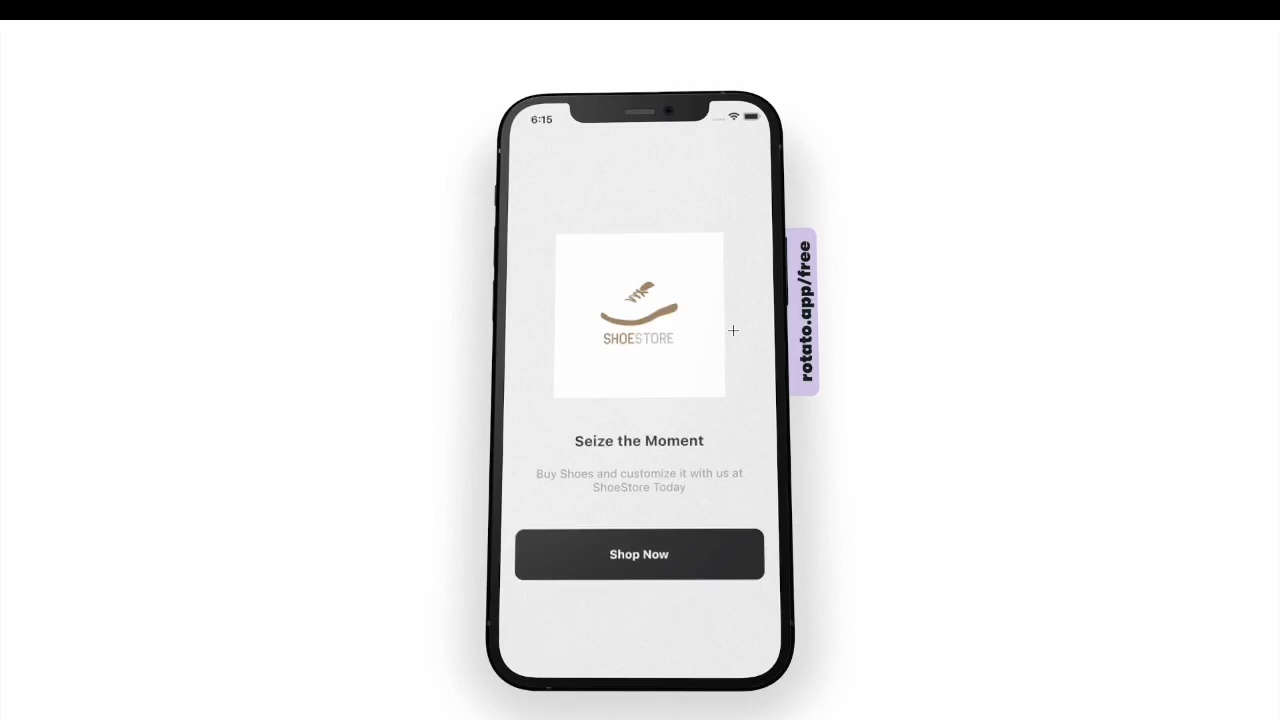 6:15
SHOESTORE
rotato.app/free
Seize the Moment
Buy Shoes and customize it with us at
ShoeStore Today
Shop Now